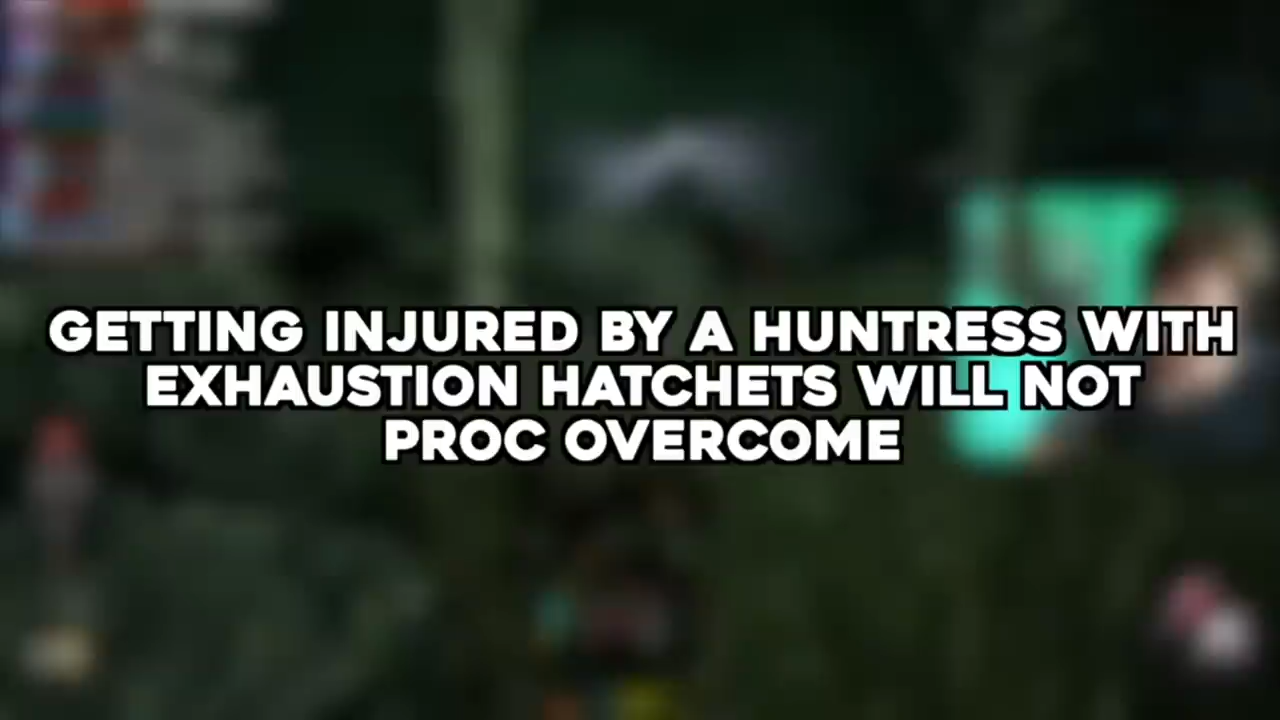 GETTING INJURED BY A HUNTRESS WITH
EXHAUSTION HATCHETS WILL NOT
PROC OVERCOME